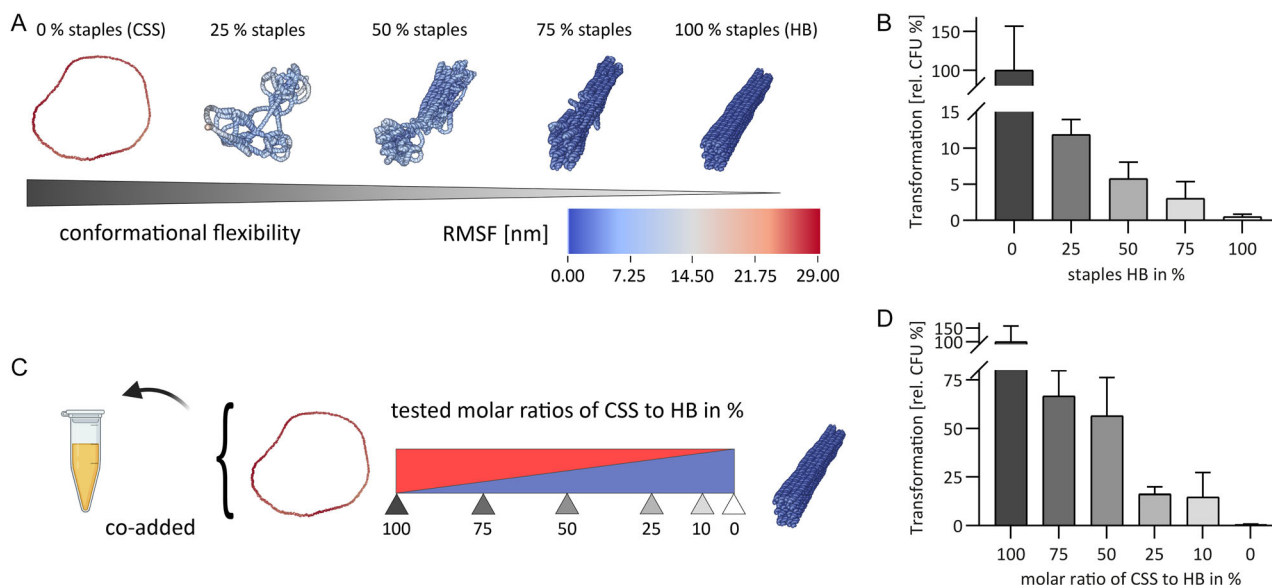 A
0 % staples (CSS)
25 % staples
50 % staples
75 % staples
100 % staples (HB)
conformational flexibility
RMSF [nm]
0.00
7.25
14.50
21.75
29.00
B
Transformation [rel. CFU %]
150
100
15
10
5
0
0
25
50
75
100
staples HB in %
C
co-added
tested molar ratios of CSS to HB in %
100
75
50
25
10
0
D
Transformation [rel. CFU %]
150
100
75
50
25
0
100
75
50
25
10
0
molar ratio of CSS to HB in %